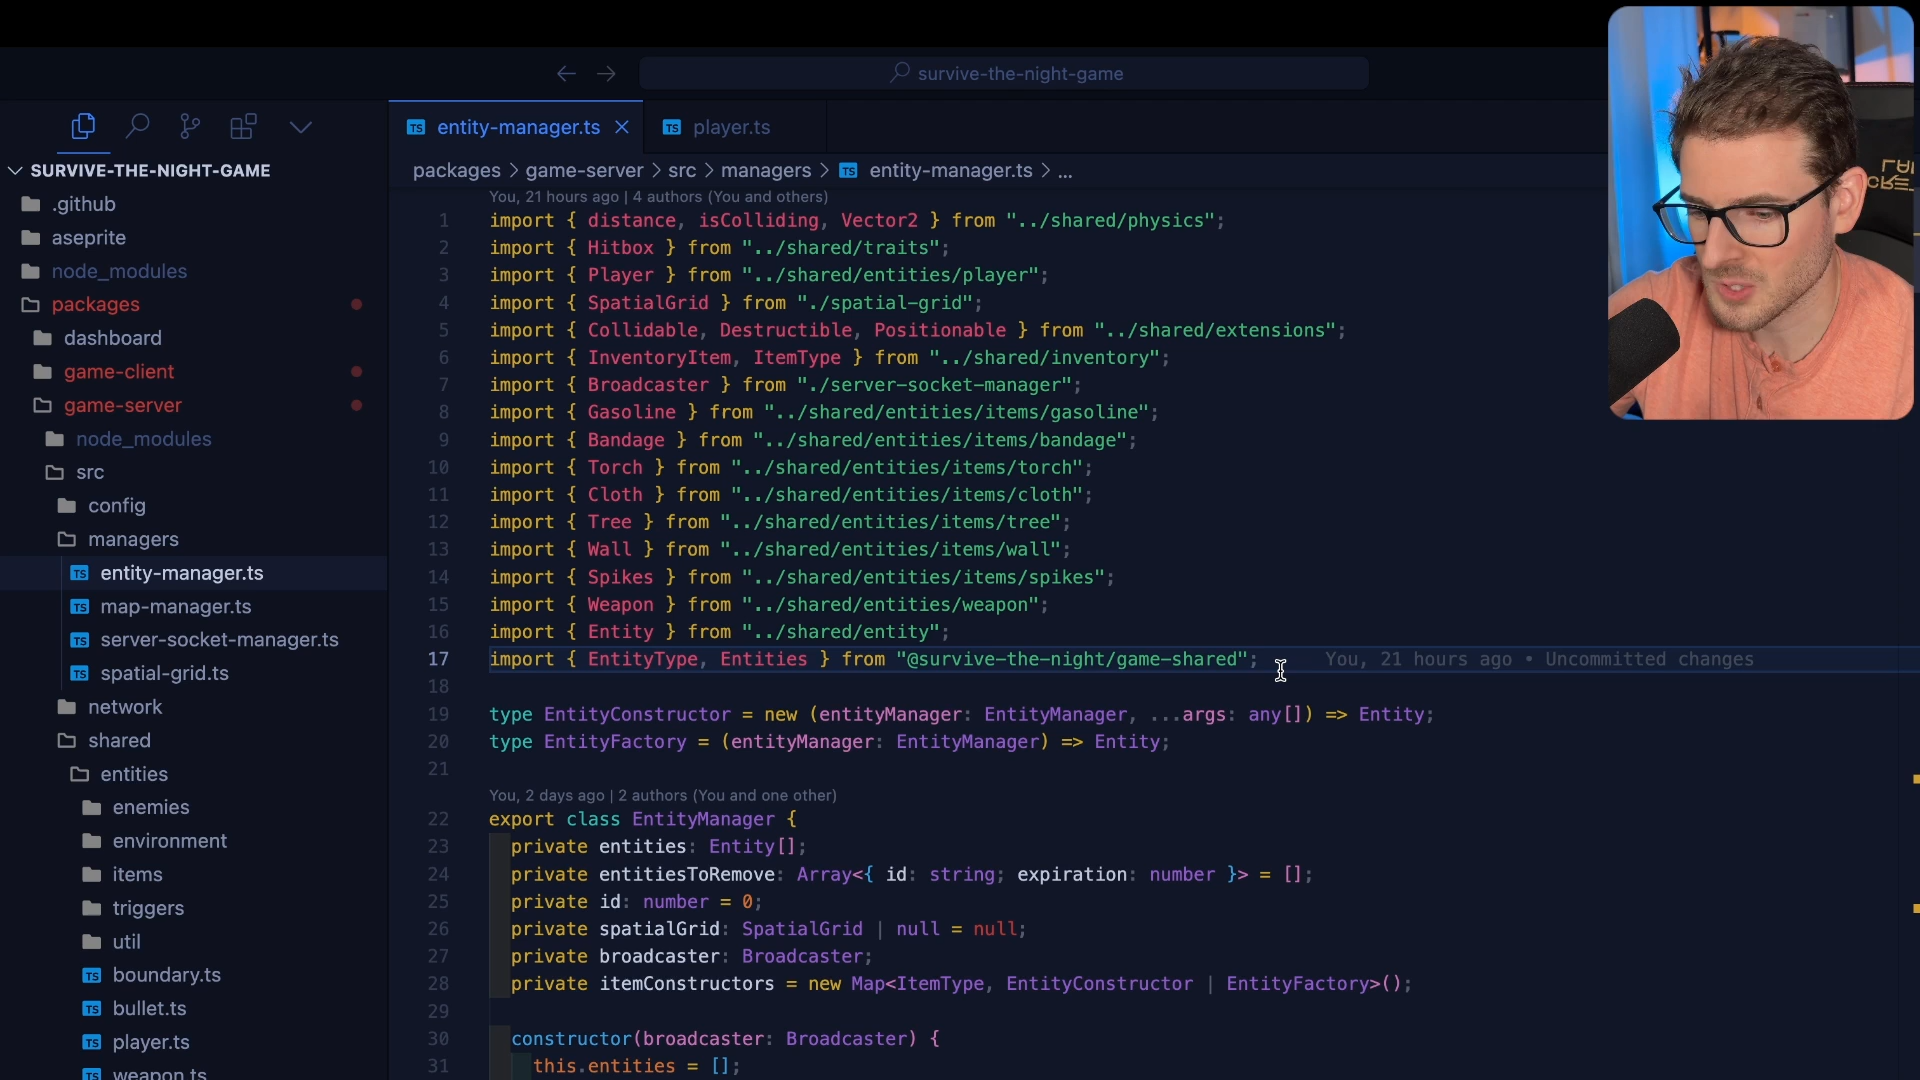 survive-the-night-game
SURVIVE-THE-NIGHT-GAME
.github
aseprite
node_modules
packages
dashboard
game-client
game-server
node_modules
src
config
managers
TS entity-manager.ts
TS map-manager.ts
TS server-socket-manager.ts
TS spatial-grid.ts
network
shared
entities
enemies
environment
items
triggers
util
TS boundary.ts
TS bullet.ts
TS player.ts
weapon.ts
TS entity-manager.ts
TS player.ts
packages > game-server > src > managers > TS entity-manager.ts > ...
You, 21 hours ago | 4 authors (You and others)
1 import { distance, isColliding, Vector2 } from "../shared/physics";
2 import { Hitbox } from "../shared/traits";
3 import { Player } from "../shared/entities/player";
4 import { SpatialGrid } from "./spatial-grid";
5 import { Collidable, Destructible, Positionable } from "../shared/extensions";
6 import { InventoryItem, ItemType } from "../shared/inventory";
7 import { Broadcaster } from "./server-socket-manager";
8 import { Gasoline } from "../shared/entities/items/gasoline";
9 import { Bandage } from "../shared/entities/items/bandage";
10 import { Torch } from "../shared/entities/items/torch";
11 import { Cloth } from "../shared/entities/items/cloth";
12 import { Tree } from "../shared/entities/items/tree";
13 import { Wall } from "../shared/entities/items/wall";
14 import { Spikes } from "../shared/entities/items/spikes";
15 import { Weapon } from "../shared/entities/weapon";
16 import { Entity } from "../shared/entity";
17 import { EntityType, Entities } from "@survive-the-night/game-shared"; You, 21 hours ago • Uncommitted changes
18
19 type EntityConstructor = new (entityManager: EntityManager, ...args: any[]) => Entity;
20 type EntityFactory = (entityManager: EntityManager) => Entity;
21
You, 2 days ago | 2 authors (You and one other)
22 export class EntityManager {
23 private entities: Entity[];
24 private entitiesToRemove: Array<{ id: string; expiration: number }> = [];
25 private id: number = 0;
26 private spatialGrid: SpatialGrid | null = null;
27 private broadcaster: Broadcaster;
28 private itemConstructors = new Map<ItemType, EntityConstructor | EntityFactory>();
29
30 constructor(broadcaster: Broadcaster) {
31 this.entities = [];